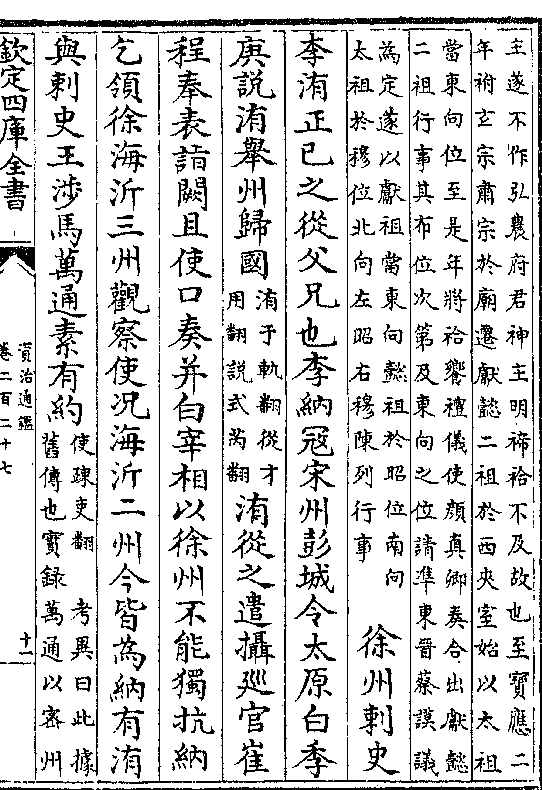 主遂不作弘農府君神主明禘祫不及故也至寶應二
年祔玄宗肅宗於廟遷獻懿二祖於西夾室始以太祖
當東向位至是年將祫饗禮儀使顔真卿奏合出獻懿
二祖行事其布位次第及東向之位請準東晉蔡謨議
為定遂以獻祖當東向懿祖於昭位南向
太祖於穆位北向左昭右穆陳列行事
徐州刺史
李洧正已之從父兄也李納冦宋州彭城令太原白季
庚說洧舉州歸國
洧于軌翻從才
用翻說式芮翻
洧從之遣攝廵官崔
程奉表詣闕且使口奏并白宰相以徐州不能獨抗納
乞領徐海沂三州觀察使况海沂二州今皆為納有洧
與刺史王涉馬萬通素有約
使疎吏翻 考異曰此據
舊傳也實録萬通以密州
欽定四庫全書
資治通鑑
卷二百二十七
十一